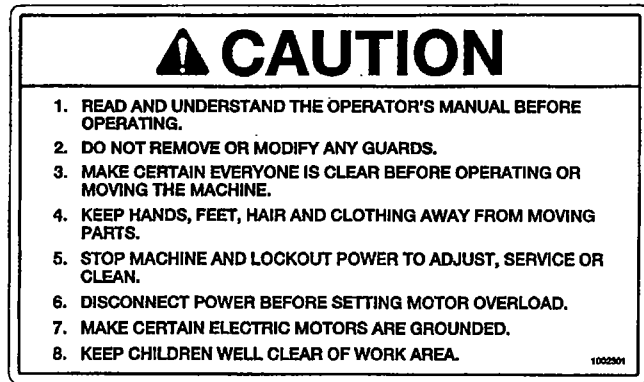 CAUTION
1. READ AND UNDERSTAND THE OPERATOR'S MANUAL BEFORE
OPERATING.
2. DO NOT REMOVE OR MODIFY ANY GUARDS.
3. MAKE CERTAIN EVERYONE IS CLEAR BEFORE OPERATING OR
MOVING THE MACHINE.
4. KEEP HANDS, FEET, HAIR AND CLOTHING AWAY FROM MOVING
PARTS.
5. STOP MACHINE AND LOCKOUT POWER TO ADJUST, SERVICE OR
CLEAN.
6. DISCONNECT POWER BEFORE SETTING MOTOR OVERLOAD.
7. MAKE CERTAIN ELECTRIC MOTORS ARE GROUNDED.
8. KEEP CHILDREN WELL CLEAR OF WORK AREA.
1002301